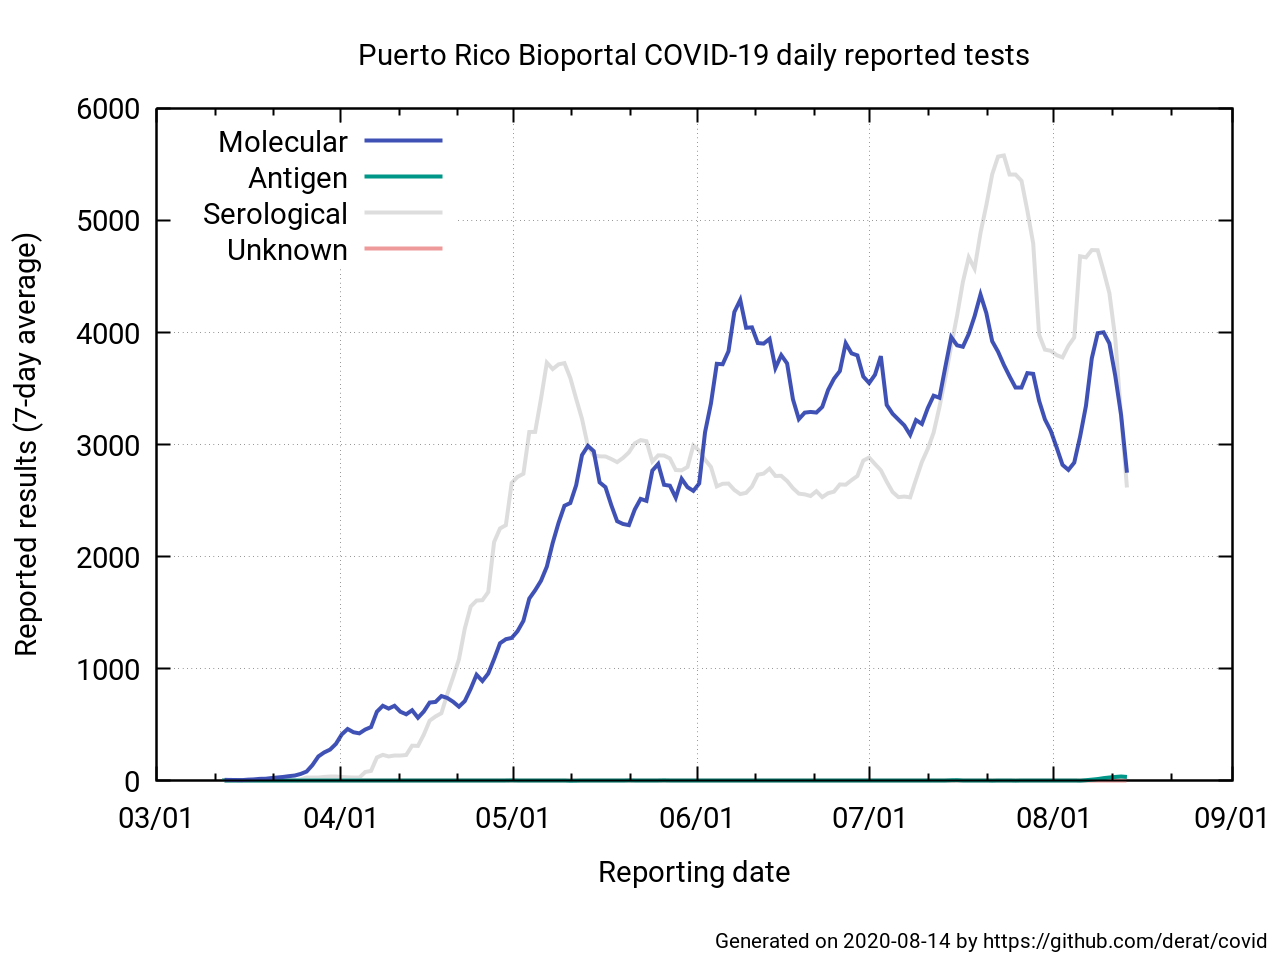 Puerto Rico Bioportal COVID-19 daily reported tests
6000
5000
4000
3000
2000
1000
0
Molecular
Antigen
Serological
Unknown
Reported results (7-day average)
03/01 04/01 05/01 06/01 07/01 08/01 09/01
Reporting date
Generated on 2020-08-14 by https://github.com/derat/covid